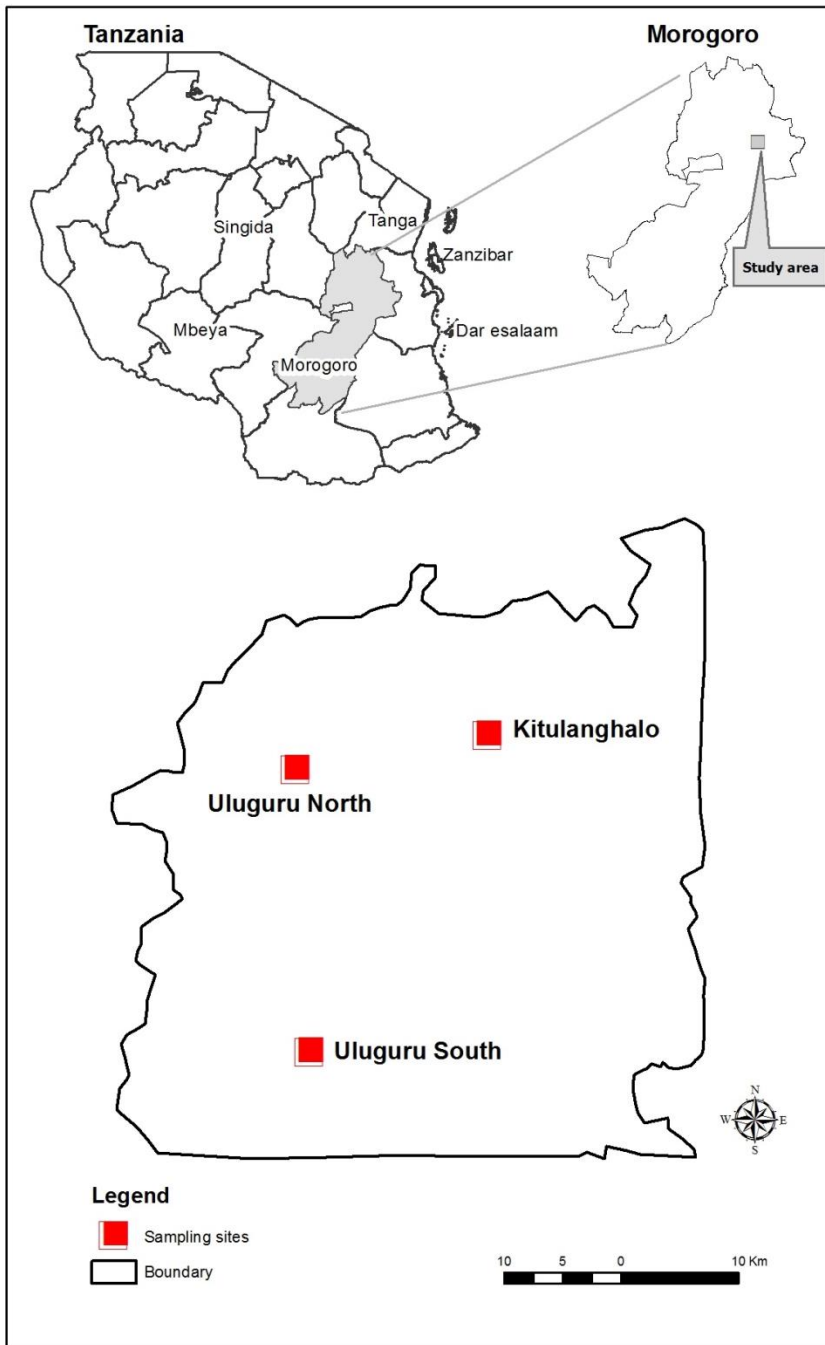 Tanzania
Morogoro
Singida
Tanga
Zanzibar
Study area
Mbeya
Dar esalaam
Morogoro
Kitulanghalo
Uluguru North
Uluguru South
N
W E
S
Legend
Sampling sites
Boundary
10 5 0 10 Km